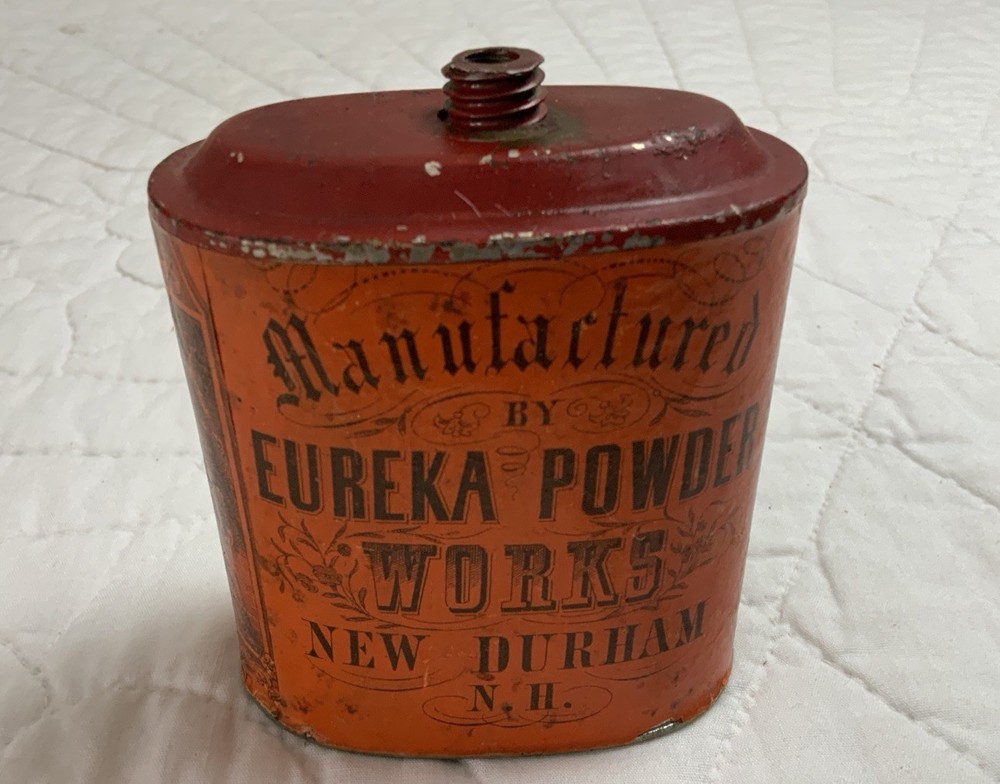 Manufactured
BY
EUREKA POWDER
WORKS
NEW DURHAM
N. H.